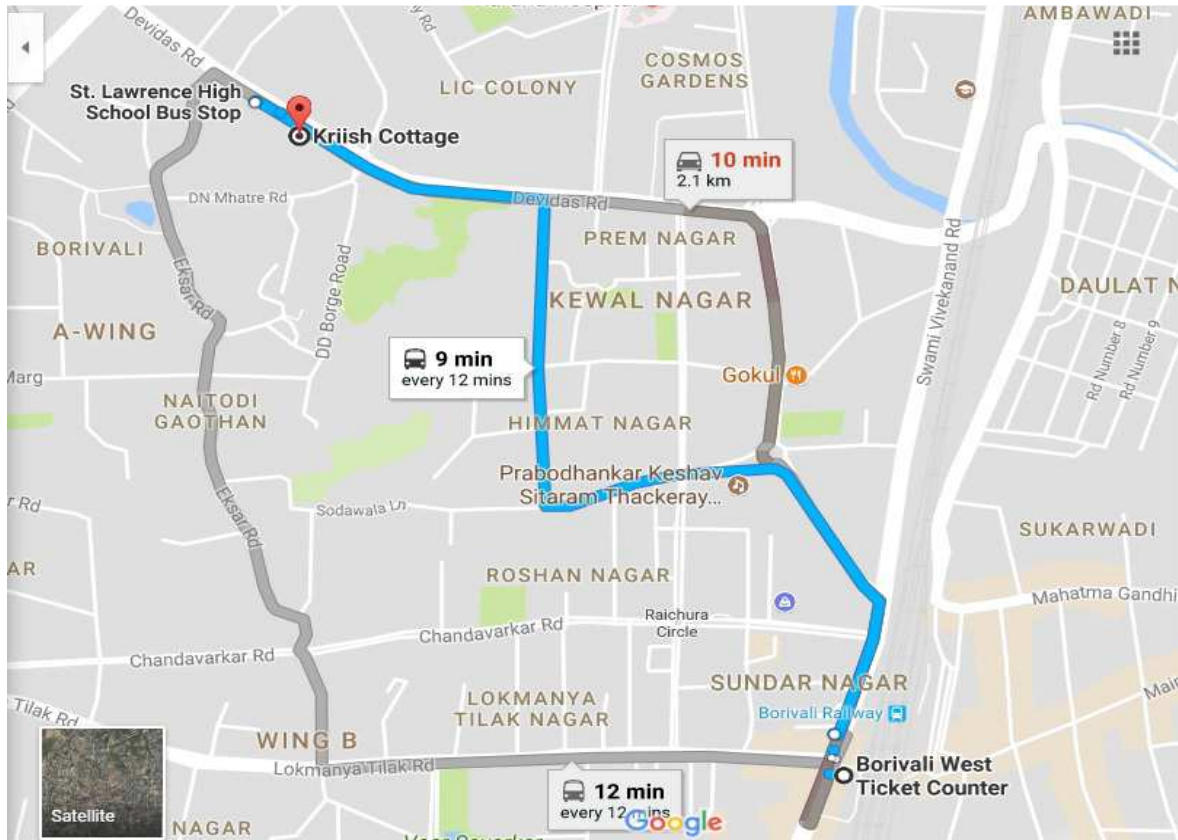 AMBAWADI
Devidas Rd
COSMOS
GARDENS
LIC COLONY
St. Lawrence High
School Bus Stop
Kriish Cottage
10 min
2.1 km
DN Mhatre Rd
Devidas Rd
PREM NAGAR
BORIVALI
Eksar Rd
DD Borge Road
KEWAL NAGAR
Swami Vivekanand Rd
DAULAT N
Rd Number 8
Rd Number 9
A-WING
9 min
every 12 mins
Gokul
Marg
NAITODI
GAOTHAN
HIMMAT NAGAR
Prabodhankar Keshav
Sitaram Thackeray...
Sodawala Ln
Eksar Rd
r Rd
SUKARWADI
AR
ROSHAN NAGAR
Raichura
Circle
Mahatma Gandhi
Chandavarkar Rd
Chandavarkar Rd
SUNDAR NAGAR
LOKMANYA
TILAK NAGAR
Borivali Railway
Main
Tilak Rd
WING B
Lokmanya Tilak Rd
Borivali West
Ticket Counter
12 min
every 12 mins
Satellite
Google
NAGAR